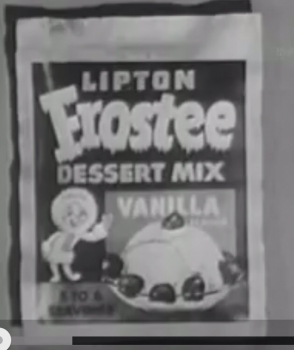 LIPTON
Frostee
DESSERT MIX
VANILLA
5 TO 6
SERVINGS